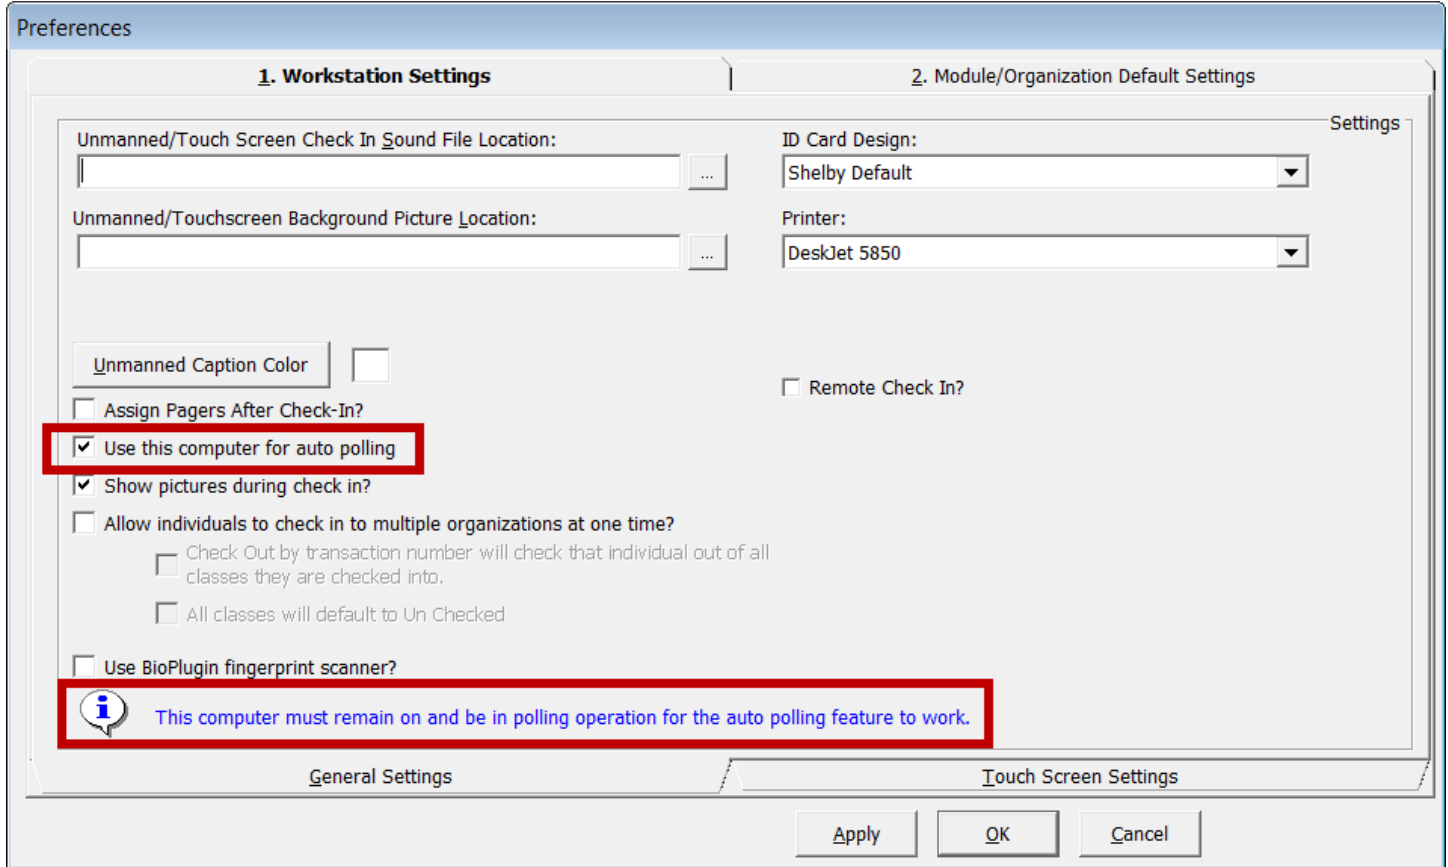 Preferences
1. Workstation Settings
2. Module/Organization Default Settings
Settings
Unmanned/Touch Screen Check In Sound File Location:
...
ID Card Design:
Shelby Default
Unmanned/Touchscreen Background Picture Location:
...
Printer:
DeskJet 5850
Unmanned Caption Color
Remote Check In?
Assign Pagers After Check-In?
Use this computer for auto polling
Show pictures during check in?
Allow individuals to check in to multiple organizations at one time?
Check Out by transaction number will check that individual out of all
classes they are checked into.
All classes will default to Un Checked
Use BioPlugin fingerprint scanner?
This computer must remain on and be in polling operation for the auto polling feature to work.
General Settings
Touch Screen Settings
Apply
OK
Cancel